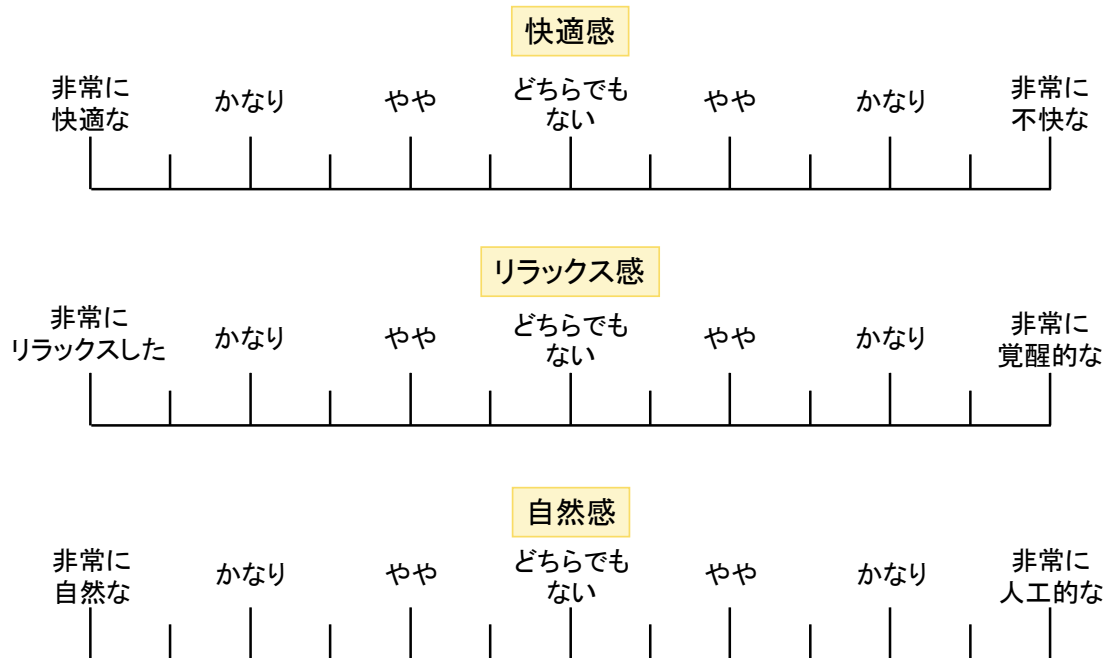 快適感
非常に
快適な
かなり
やや
どちらでも
ない
やや
かなり
非常に
不快な
リラックス感
非常に
リラックスした
かなり
やや
どちらでも
ない
やや
かなり
非常に
覚醒的な
自然感
非常に
自然な
かなり
やや
どちらでも
ない
やや
かなり
非常に
人工的な